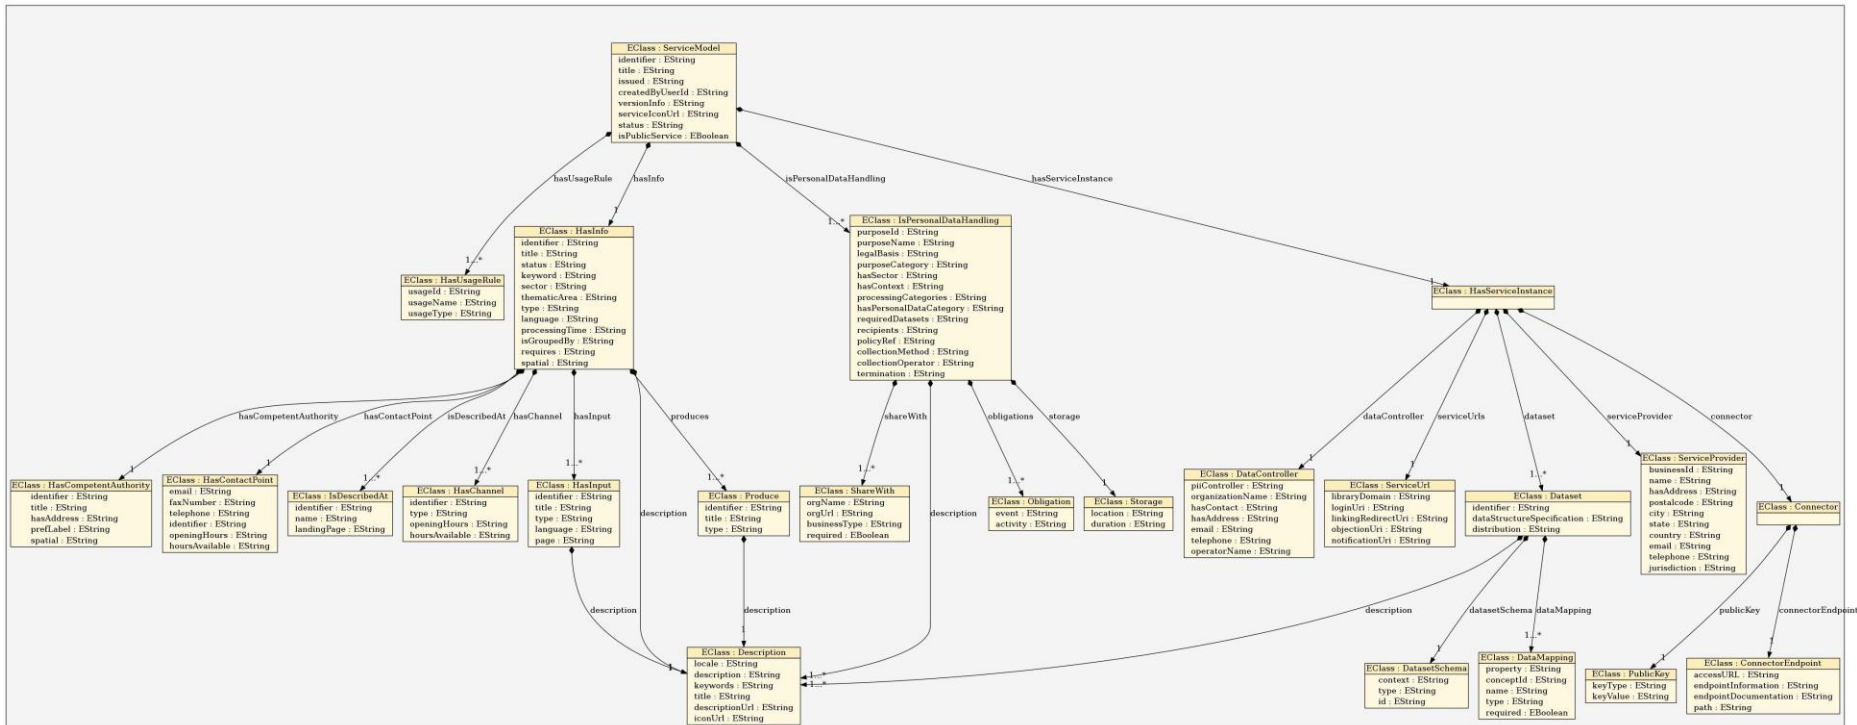 EClass : ServiceModel
identifier : EString
title : EString
issued : EString
createdByUserId : EString
versionInfo : EString
serviceIconUrl : EString
status : EString
isPublicService : EBoolean
hasUsageRule
hasInfo
isPersonalDataHandling
hasServiceInstance
1...*
1
1...*
1
EClass : HasUsageRule
usageId : EString
usageName : EString
usageType : EString
EClass : HasInfo
identifier : EString
title : EString
status : EString
keyword : EString
sector : EString
thematicArea : EString
type : EString
language : EString
processingTime : EString
isGroupedBy : EString
requires : EString
spatial : EString
EClass : IsPersonalDataHandling
purposeId : EString
purposeName : EString
legalBasis : EString
purposeCategory : EString
hasSector : EString
hasContext : EString
processingCategories : EString
hasPersonalDataCategory : EString
requiredDatasets : EString
recipients : EString
policyRef : EString
collectionMethod : EString
collectionOperator : EString
termination : EString
EClass : HasServiceInstance
hasCompetentAuthority
hasContactPoint
isDescribedAt
hasChannel
hasInput
description
produces
shareWith
description
obligations
storage
dataController
serviceUrls
dataset
serviceProvider
connector
1
1
1...*
1...*
1...*
1...*
1...*
1...*
1
1
1
1...*
1
1
EClass : HasCompetentAuthority
identifier : EString
title : EString
hasAddress : EString
prefLabel : EString
spatial : EString
EClass : HasContactPoint
email : EString
faxNumber : EString
telephone : EString
identifier : EString
openingHours : EString
hoursAvailable : EString
EClass : IsDescribedAt
identifier : EString
name : EString
landingPage : EString
EClass : HasChannel
identifier : EString
type : EString
openingHours : EString
hoursAvailable : EString
EClass : HasInput
identifier : EString
title : EString
type : EString
language : EString
page : EString
EClass : Produce
identifier : EString
title : EString
type : EString
EClass : ShareWith
orgName : EString
orgUrl : EString
businessType : EString
required : EBoolean
EClass : Obligation
event : EString
activity : EString
EClass : Storage
location : EString
duration : EString
EClass : DataController
piiController : EString
organizationName : EString
hasContact : EString
hasAddress : EString
email : EString
telephone : EString
operatorName : EString
EClass : ServiceUrl
libraryDomain : EString
loginUri : EString
linkingRedirectUri : EString
objectionUri : EString
notificationUri : EString
EClass : Dataset
identifier : EString
dataStructureSpecification : EString
distribution : EString
EClass : ServiceProvider
businessId : EString
name : EString
hasAddress : EString
postalcode : EString
city : EString
state : EString
country : EString
email : EString
telephone : EString
jurisdiction : EString
EClass : Connector
description
description
description
datasetSchema
dataMapping
publicKey
connectorEndpoint
1
1
1...*
1...*
1
1...*
1
1
EClass : Description
locale : EString
description : EString
keywords : EString
title : EString
descriptionUrl : EString
iconUrl : EString
EClass : DatasetSchema
context : EString
type : EString
id : EString
EClass : DataMapping
property : EString
conceptId : EString
name : EString
type : EString
required : EBoolean
EClass : PublicKey
keyType : EString
keyValue : EString
EClass : ConnectorEndpoint
accessURL : EString
endpointInformation : EString
endpointDocumentation : EString
path : EString